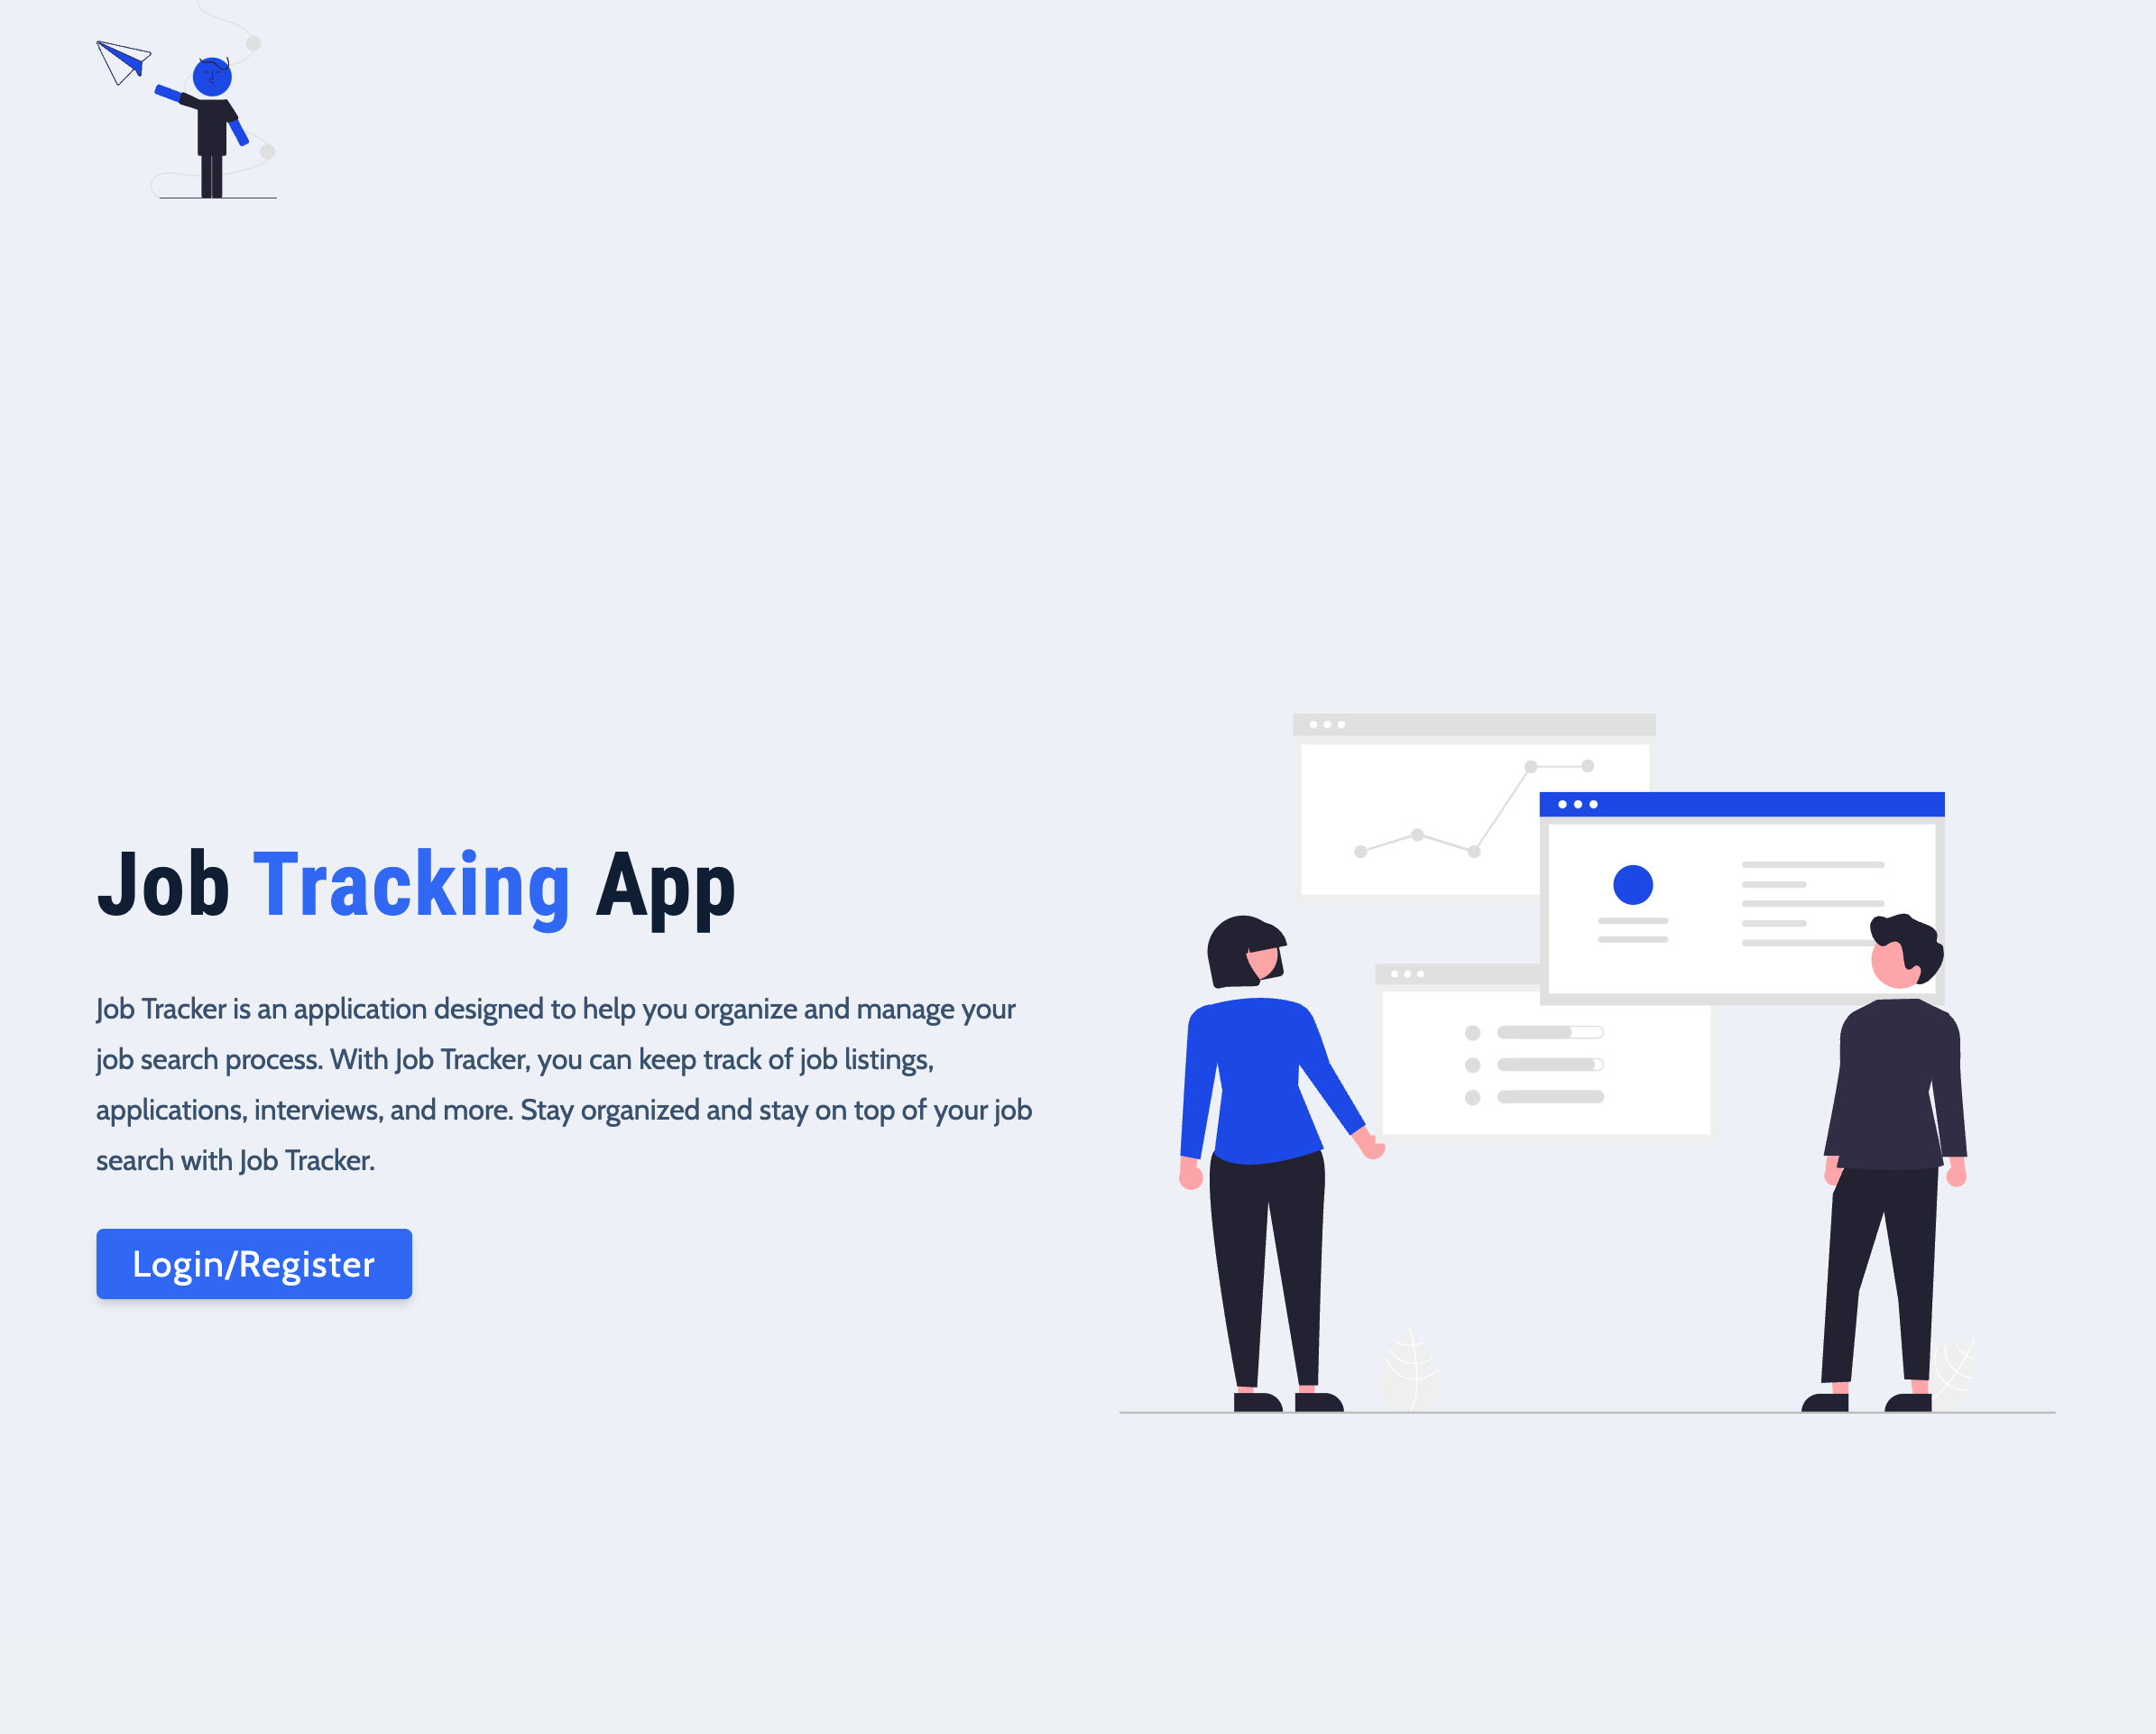 Job Tracking App
Job Tracker is an application designed to help you organize and manage your
job search process. With Job Tracker, you can keep track of job listings,
applications, interviews, and more. Stay organized and stay on top of your job
search with Job Tracker.
Login/Register